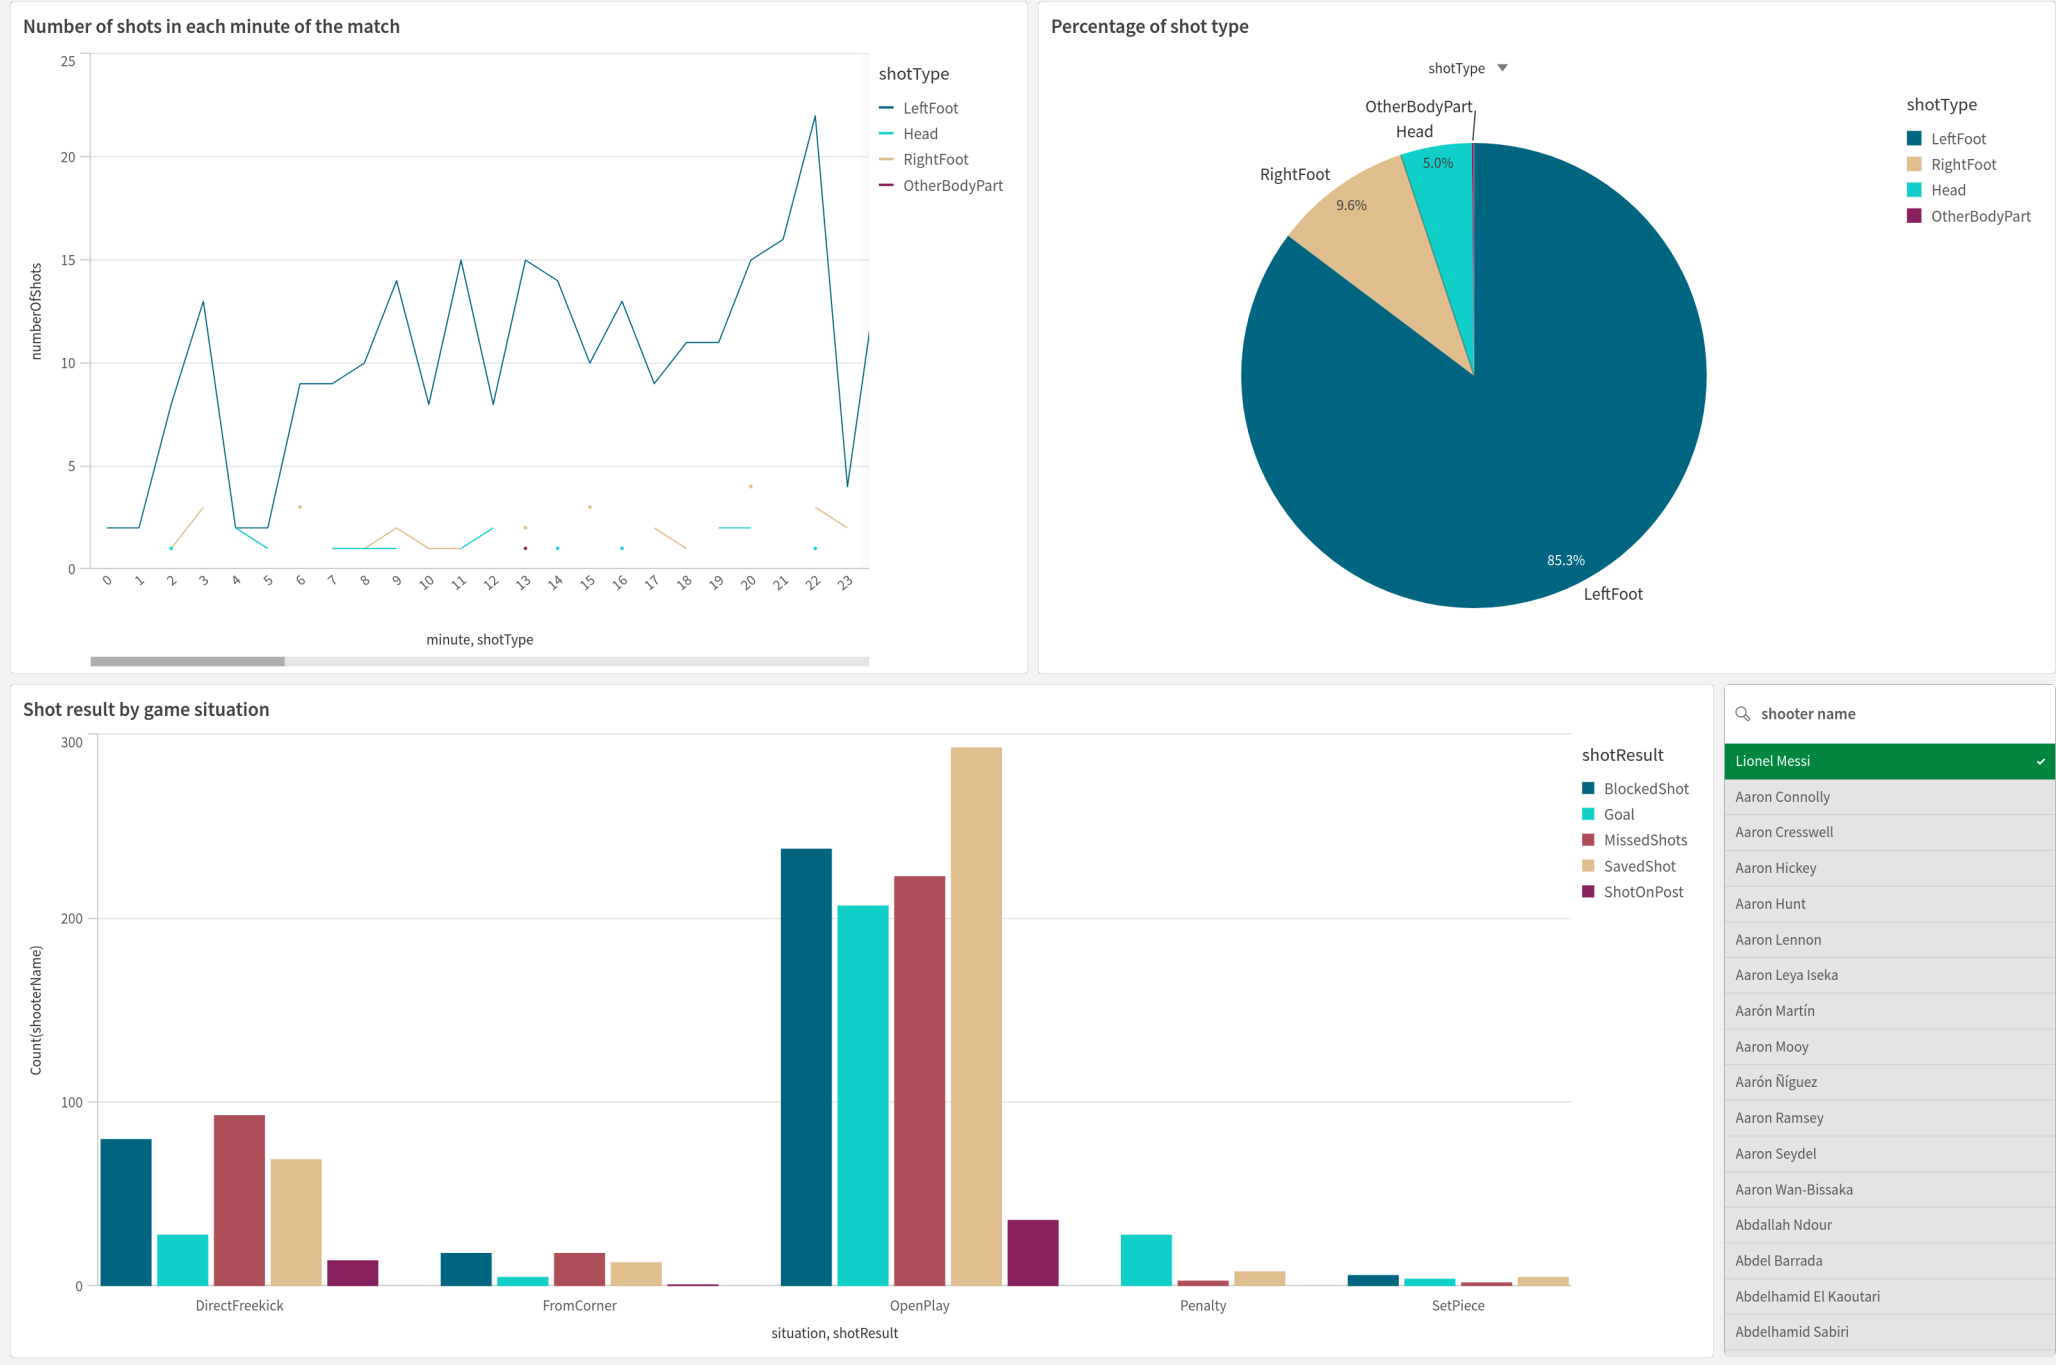 Number of shots in each minute of the match
25
20
15
10
5
0
numberOfShots
0 1 2 3 4 5 6 7 8 9 10 11 12 13 14 15 16 17 18 19 20 21 22 23
minute, shotType
shotType
LeftFoot
Head
RightFoot
OtherBodyPart
Percentage of shot type
shotType
OtherBodyPart
Head
5.0%
RightFoot
9.6%
85.3%
LeftFoot
shotType
LeftFoot
RightFoot
Head
OtherBodyPart
Shot result by game situation
300
200
100
0
Count(shooterName)
DirectFreekick FromCorner OpenPlay Penalty SetPiece
situation, shotResult
shotResult
BlockedShot
Goal
MissedShots
SavedShot
ShotOnPost
shooter name
Lionel Messi
Aaron Connolly
Aaron Cresswell
Aaron Hickey
Aaron Hunt
Aaron Lennon
Aaron Leya Iseka
Aarón Martín
Aaron Mooy
Aarón Ñíguez
Aaron Ramsey
Aaron Seydel
Aaron Wan-Bissaka
Abdallah Ndour
Abdel Barrada
Abdelhamid El Kaoutari
Abdelhamid Sabiri